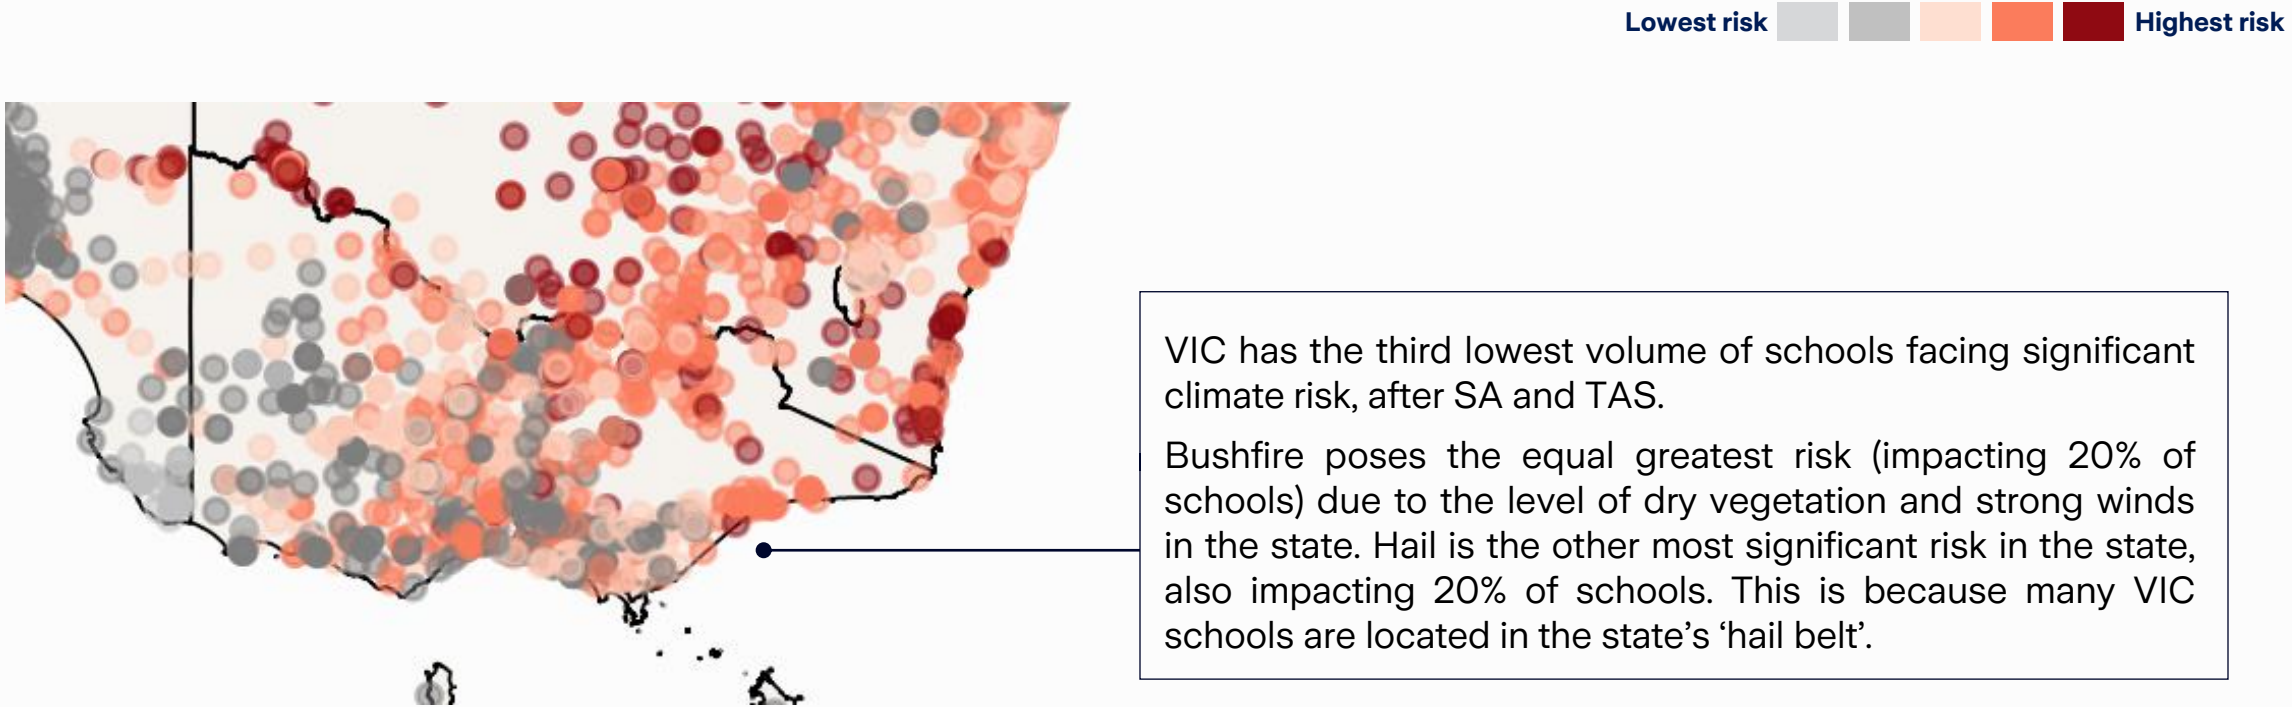 Lowest risk
Highest risk
VIC has the third lowest volume of schools facing significant
climate risk, after SA and TAS.
Bushfire poses the equal greatest risk (impacting 20% of
schools) due to the level of dry vegetation and strong winds
in the state. Hail is the other most significant risk in the state,
also impacting 20% of schools. This is because many VIC
schools are located in the state’s ‘hail belt’.